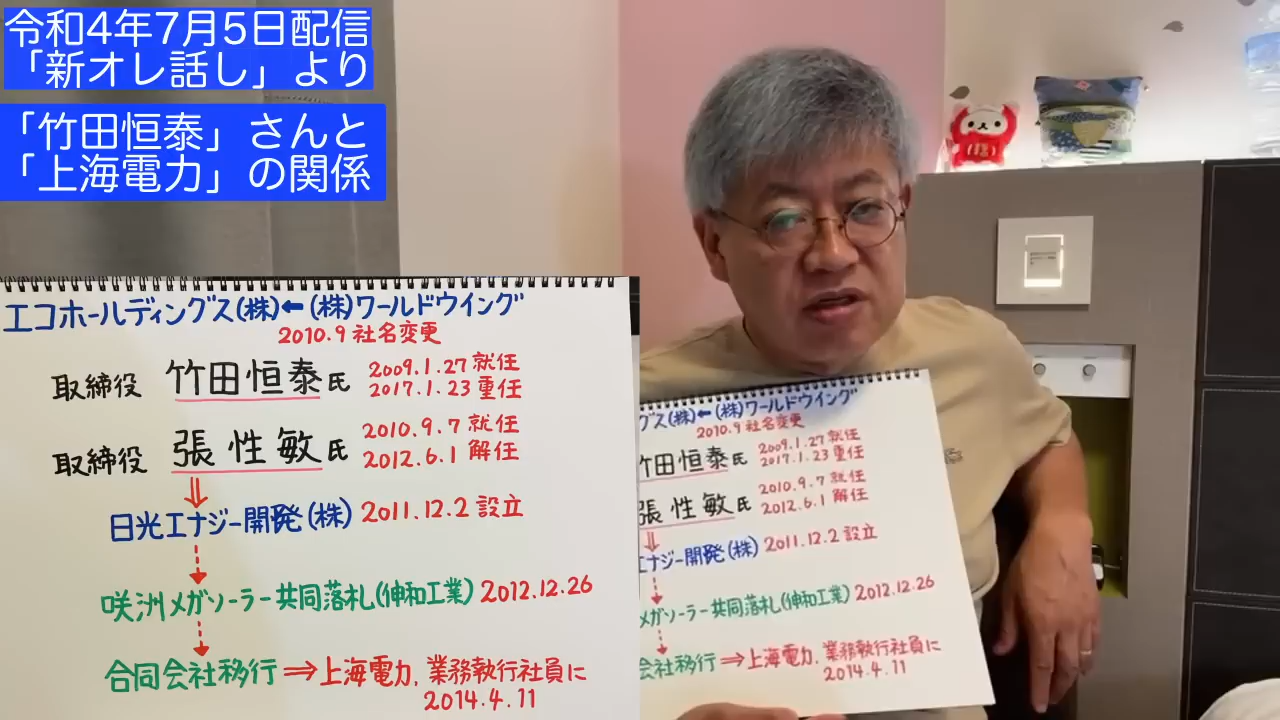 令和4年7月5日配信
「新オレ話し」より
「竹田恒泰」さんと
「上海電力」の関係
エコホールディングス(株)⬅(株)ワールドウイング
2010.9 社名変更
取締役 竹田恒泰氏 2009.1.27 就任
2017.1.23 重任
取締役 張性敏氏 2010.9.7 就任
2012.6.1 解任
日光エナジー開発(株) 2011.12.2 設立
咲洲メガソーラー共同落札(伸和工業) 2012.12.26
合同会社移行⇒上海電力、業務執行社員に
2014.4.11
グス(株)⬅(株)ワールドウイング
2010.9 社名変更
竹田恒泰氏 2009.1.27 就任
2017.1.23 重任
張性敏氏 2010.9.7 就任
2012.6.1 解任
エナジー開発(株) 2011.12.2 設立
メガソーラー共同落札(伸和工業) 2012.12.26
会社移行⇒上海電力、業務執行社員に
2014.4.11
福